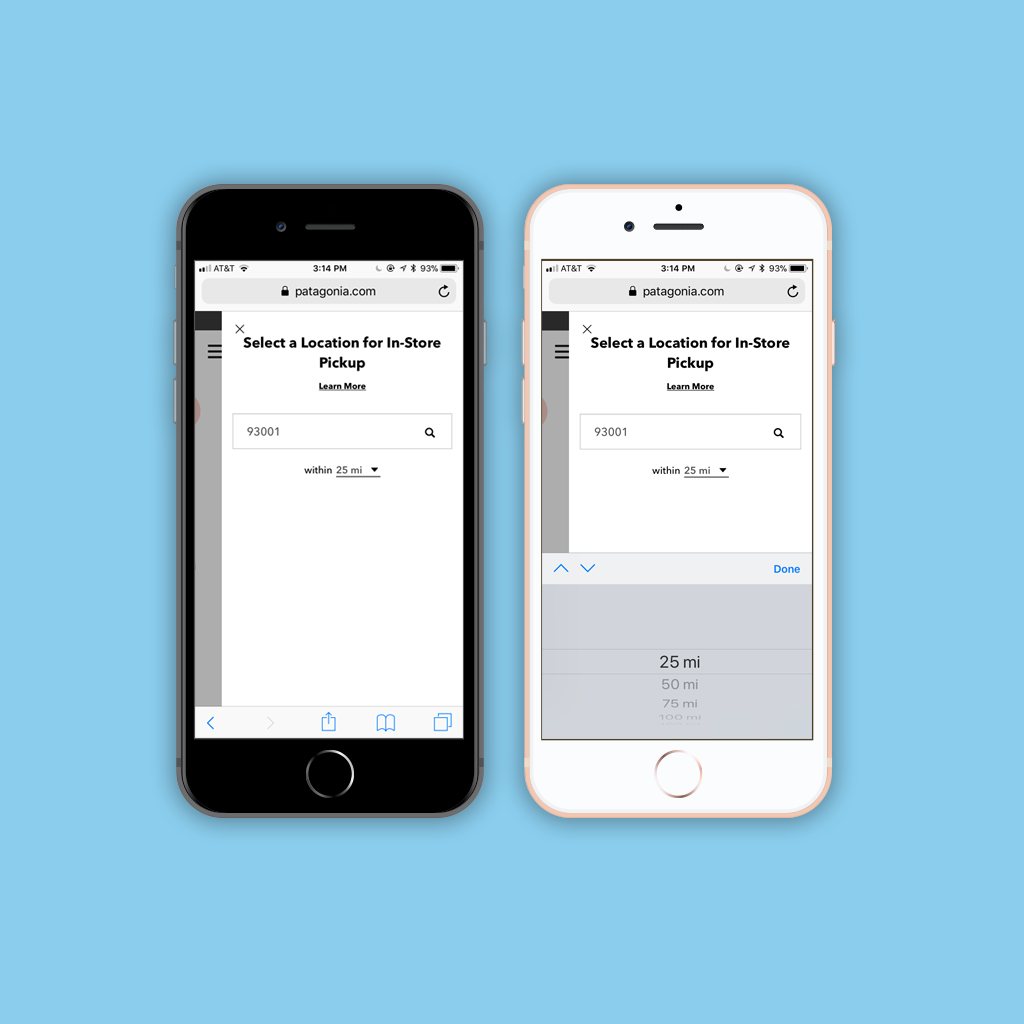 AT&T 3:14 PM 93%
patagonia.com
Select a Location for In-Store
Pickup
Learn More
93001
within 25 mi
AT&T 3:14 PM 93%
patagonia.com
Select a Location for In-Store
Pickup
Learn More
93001
within 25 mi
Done
25 mi
50 mi
75 mi
100 mi